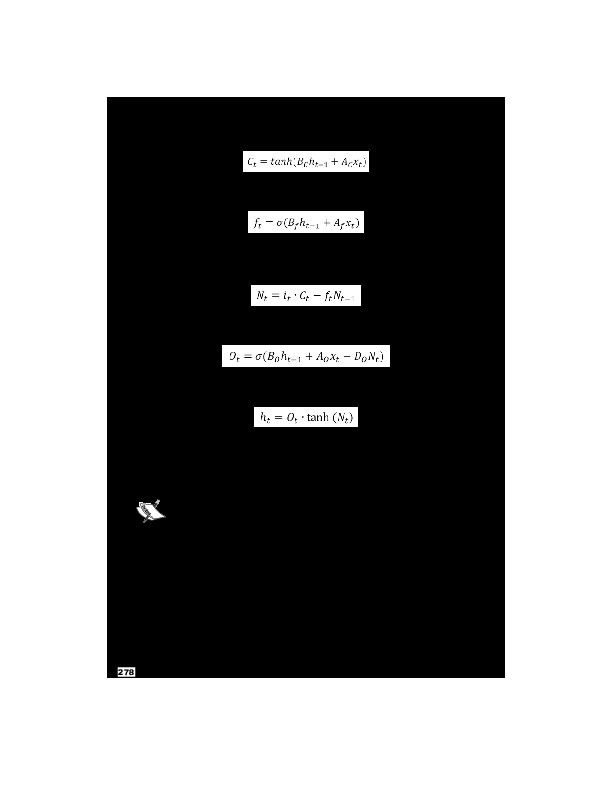 C_t = tanh(B_c h_{t−1} + A_c x_t)
f_t = σ(B_f h_{t−1} + A_f x_t)
N_t = i_t · C_t − f_t N_{t−1}
O_t = σ(B_O h_{t−1} + A_O x_t − D_O N_t)
h_t = O_t · tanh (N_t)
278